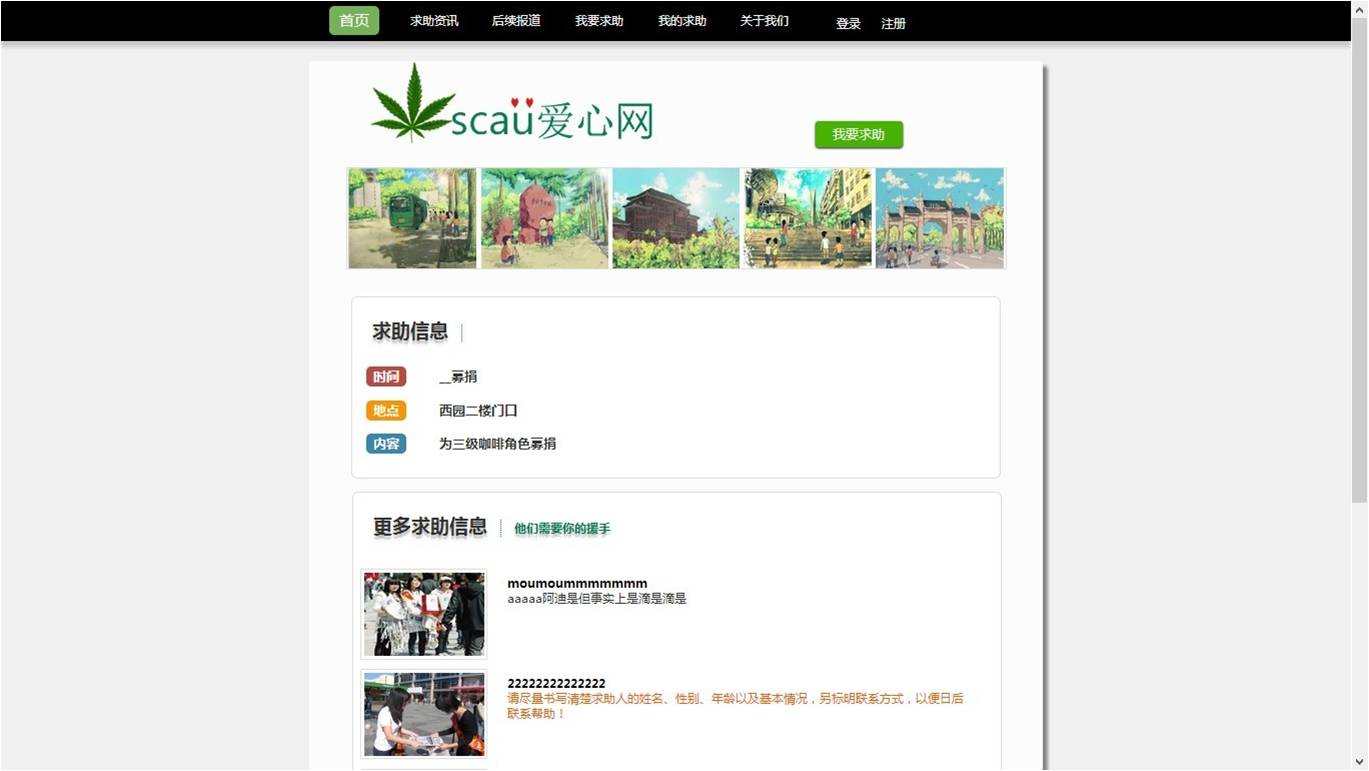 首页 求助资讯 后续报道 我要求助 我的求助 关于我们 登录 注册
scaü爱心网
我要求助
求助信息
时间 __募捐
地点 西园二楼门口
内容 为三级咖啡角色募捐
更多求助信息 他们需要你的援手
moumoummmmmmm
aaaaa阿迪是但事实上是滴是滴是
22222222222222
请尽量书写清楚求助人的姓名、性别、年龄以及基本情况，另标明联系方式，以便日后
联系帮助！